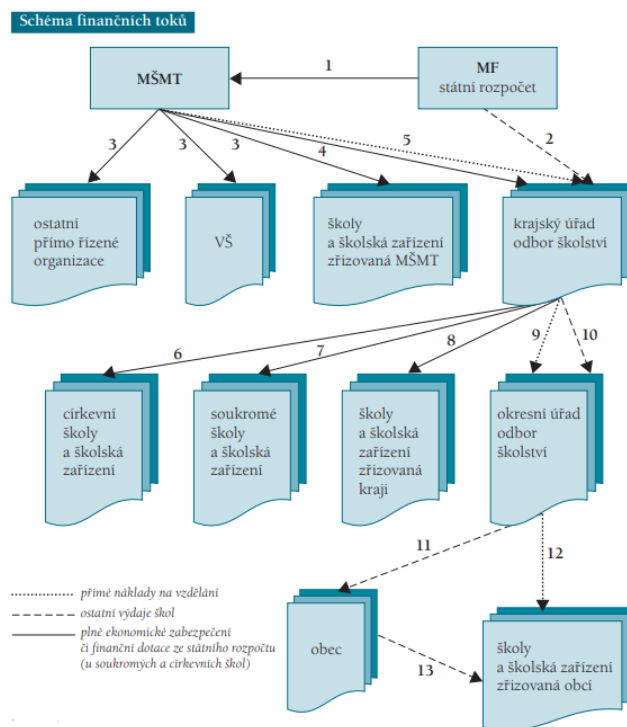 Schéma finančních toků
MŠMT
1
MF
státní rozpočet
3
3
3
4
5
2
ostatní
přímo řízené
organizace
VŠ
školy
a školská zařízení
zřizovaná MŠMT
krajský úřad
odbor školství
6
7
8
9
10
církevní
školy
a školská
zařízení
soukromé
školy
a školská
zařízení
školy
a školská
zařízení
zřizovaná
kraji
okresní úřad
odbor
školství
11
12
přímé náklady na vzdělání
ostatní výdaje škol
plné ekonomické zabezpečení
či finanční dotace ze státního rozpočtu
(u soukromých a církevních škol)
obec
13
školy
a školská zařízení
zřizovaná obcí